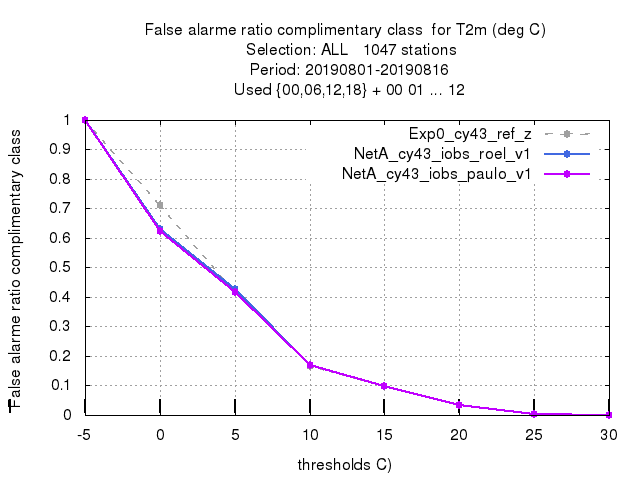 False alarme ratio complimentary class for T2m (deg C)
Selection: ALL 1047 stations
Period: 20190801-20190816
Used {00,06,12,18} + 00 01 ... 12
False alarme ratio complimentary class
1
0.9
0.8
0.7
0.6
0.5
0.4
0.3
0.2
0.1
0
Exp0_cy43_ref_z
NetA_cy43_iobs_roel_v1
NetA_cy43_iobs_paulo_v1
-5 0 5 10 15 20 25 30
thresholds C)